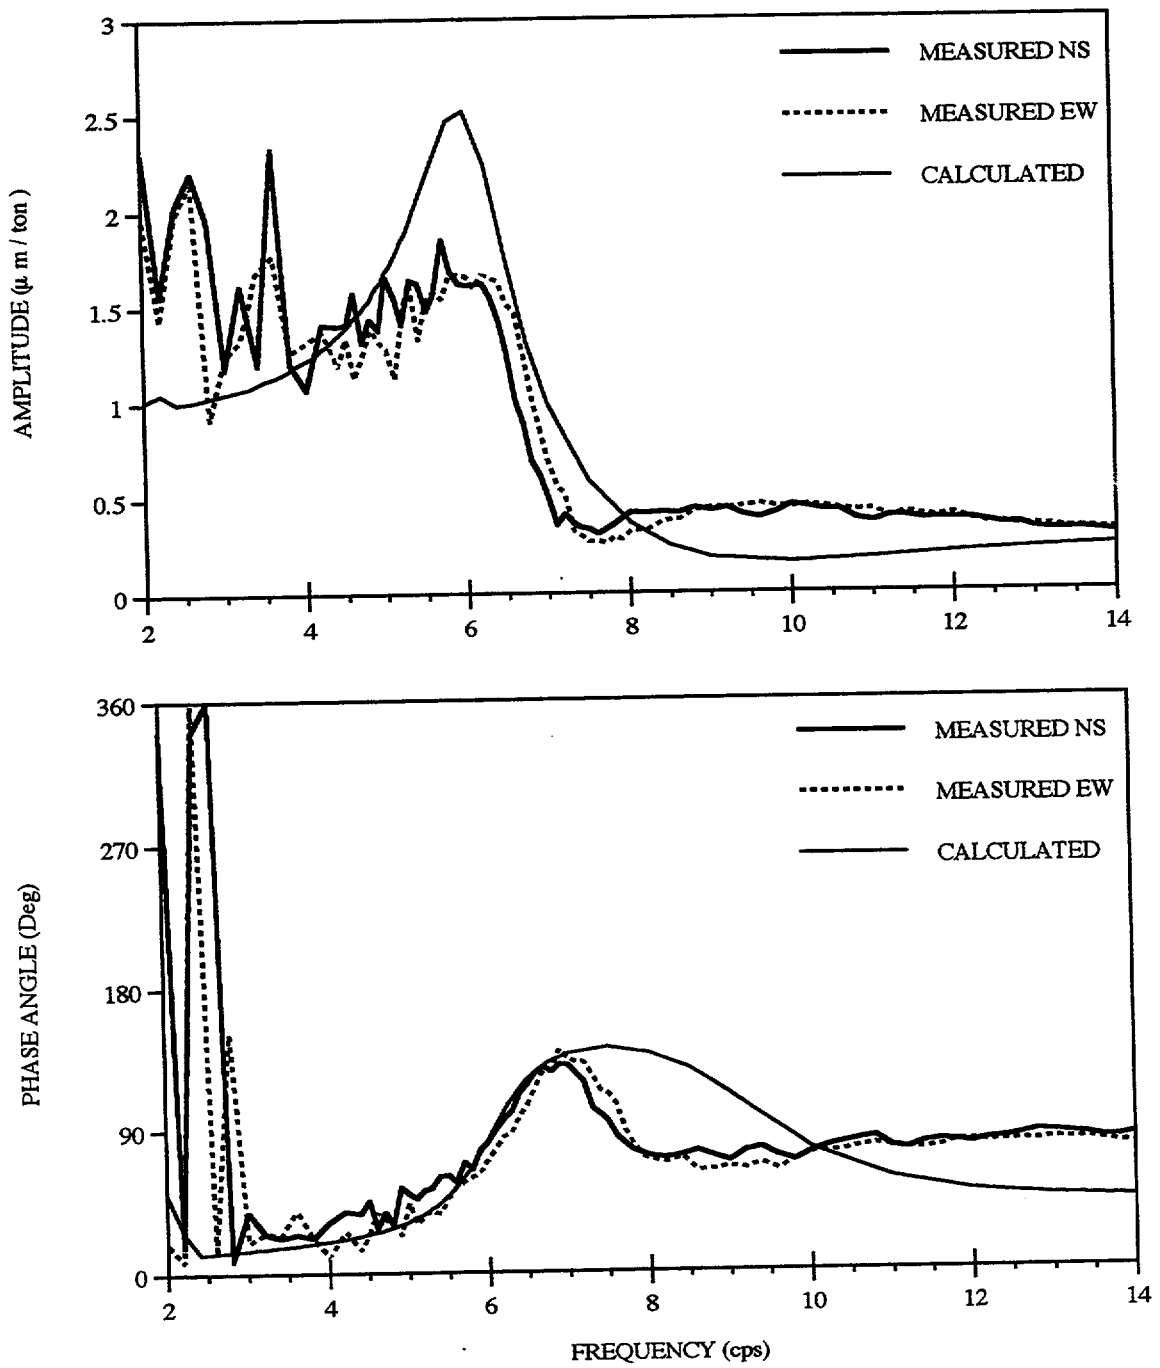 3
2.5
2
1.5
1
0.5
0
AMPLITUDE (μ m / ton )
MEASURED NS
MEASURED EW
CALCULATED
2 4 6 8 10 12 14
360
270
180
90
0
PHASE ANGLE (Deg)
MEASURED NS
MEASURED EW
CALCULATED
2 4 6 8 10 12 14
FREQUENCY (cps)